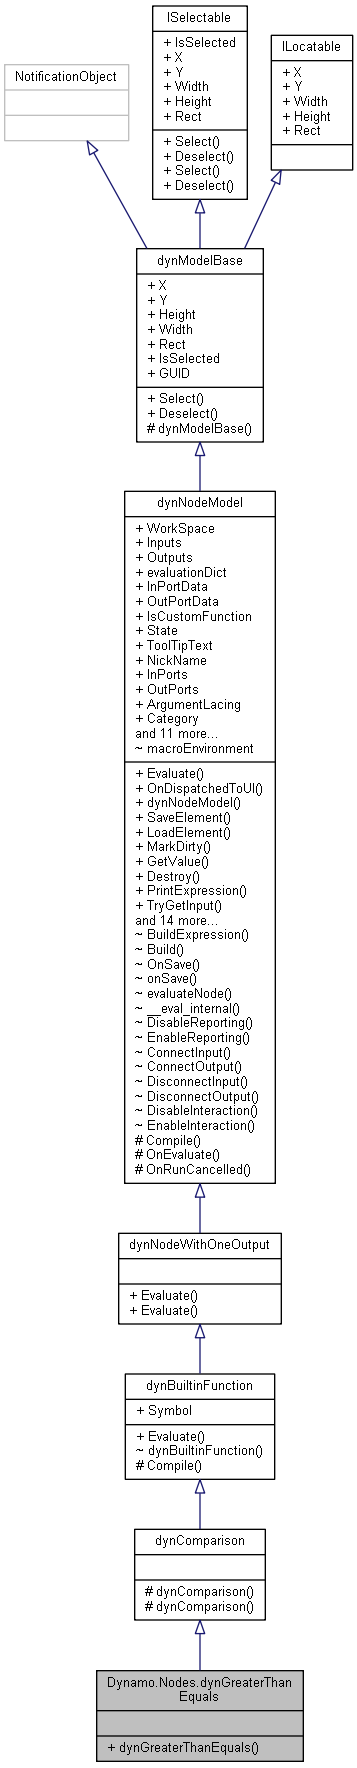 ISelectable
+ IsSelected
+ X
+ Y
+ Width
+ Height
+ Rect
+ Select()
+ Deselect()
+ Select()
+ Deselect()
ILocatable
+ X
+ Y
+ Width
+ Height
+ Rect
NotificationObject
dynModelBase
+ X
+ Y
+ Height
+ Width
+ Rect
+ IsSelected
+ GUID
+ Select()
+ Deselect()
# dynModelBase()
dynNodeModel
+ WorkSpace
+ Inputs
+ Outputs
+ evaluationDict
+ InPortData
+ OutPortData
+ IsCustomFunction
+ State
+ ToolTipText
+ NickName
+ InPorts
+ OutPorts
+ ArgumentLacing
+ Category
and 11 more...
~ macroEnvironment
+ Evaluate()
+ OnDispatchedToUI()
+ dynNodeModel()
+ SaveElement()
+ LoadElement()
+ MarkDirty()
+ GetValue()
+ Destroy()
+ PrintExpression()
+ TryGetInput()
and 14 more...
~ BuildExpression()
~ Build()
~ OnSave()
~ onSave()
~ evaluateNode()
~ __eval_internal()
~ DisableReporting()
~ EnableReporting()
~ ConnectInput()
~ ConnectOutput()
~ DisconnectInput()
~ DisconnectOutput()
~ DisableInteraction()
~ EnableInteraction()
# Compile()
# OnEvaluate()
# OnRunCancelled()
dynNodeWithOneOutput
+ Evaluate()
+ Evaluate()
dynBuiltinFunction
+ Symbol
+ Evaluate()
~ dynBuiltinFunction()
# Compile()
dynComparison
# dynComparison()
# dynComparison()
Dynamo.Nodes.dynGreaterThan
Equals
+ dynGreaterThanEquals()